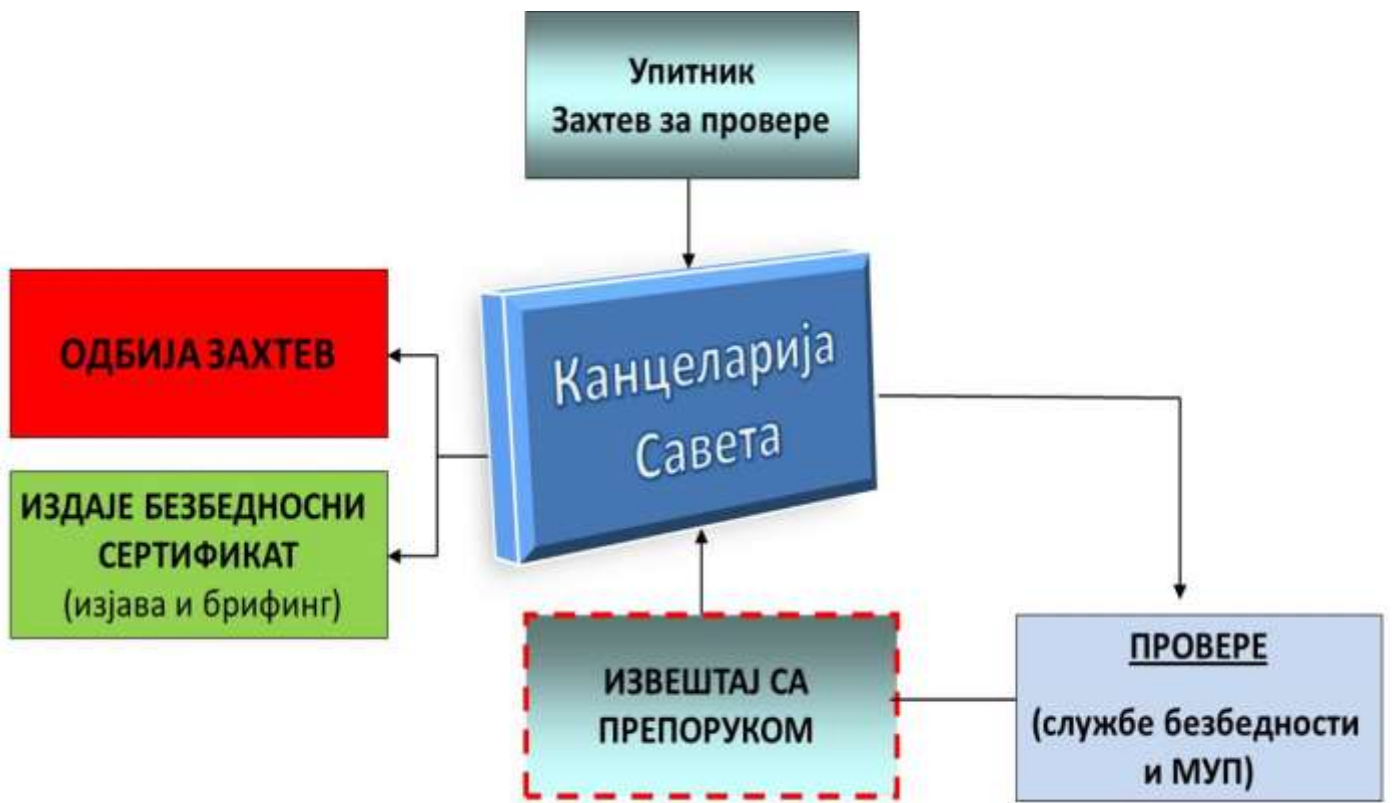 Упитник
Захтев за провере
ОДБИЈА ЗАХТЕВ
Канцеларија
Савета
ИЗДАЈЕ БЕЗБЕДНОСНИ
СЕРТИФИКАТ
(изјава и брифинг)
ИЗВЕШТАЈ СА
ПРЕПОРУКОМ
ПРОВЕРЕ
(службе безбедности
и МУП)